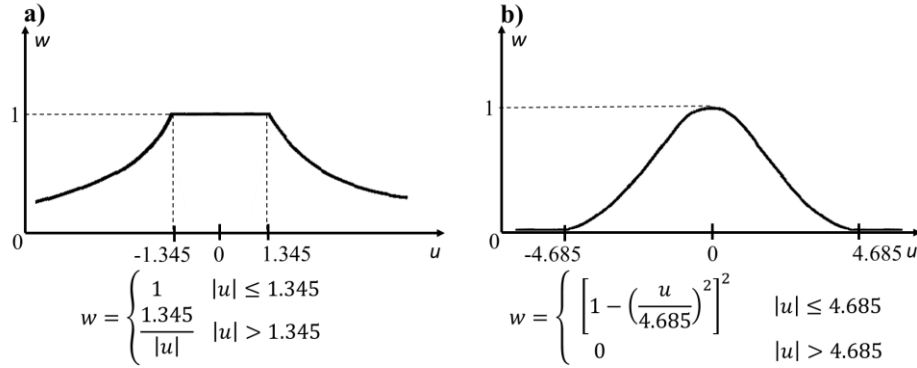 a)
w
1
0
-1.345
0
1.345
u
w = { 1 |u| ≤ 1.345
1.345/|u| |u| > 1.345
b)
w
1
0
-4.685
0
4.685
u
w = { [1 − (u/4.685)²]² |u| ≤ 4.685
0 |u| > 4.685